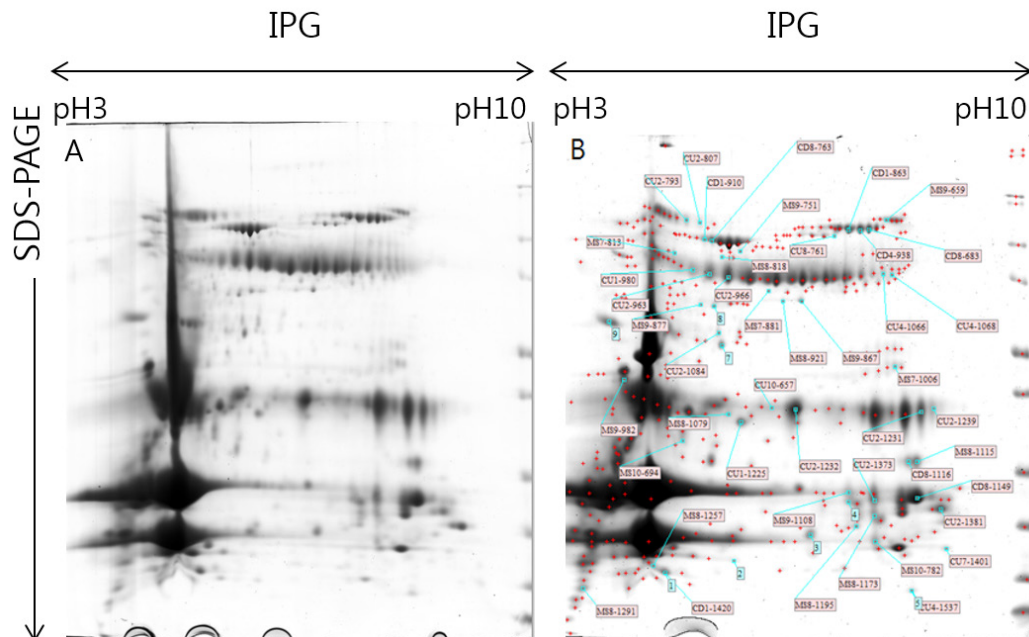 IPG
IPG
pH3
pH10
pH3
pH10
SDS-PAGE
A
B
CD8-763
CU2-807
CD1-863
CU2-793
CD1-910
MS9-659
MS9-751
MS7-813
CU8-761
MS8-818
CD4-938
CD8-683
CU1-980
CU2-966
CU2-963
MS9-877
8
MS7-881
CU4-1066
CU4-1068
9
7
MS8-921
MS9-867
CU2-1084
MS7-1006
CU10-657
MS9-982
MS8-1079
CU2-1239
CU2-1231
MS10-694
CU1-1225
CU2-1232
CU2-1373
MS8-1115
CD8-1116
CD8-1149
MS8-1257
MS9-1108
4
CU2-1381
3
2
MS10-782
CU7-1401
1
MS8-1173
MS8-1291
CD1-1420
MS8-1195
5
CU4-1537